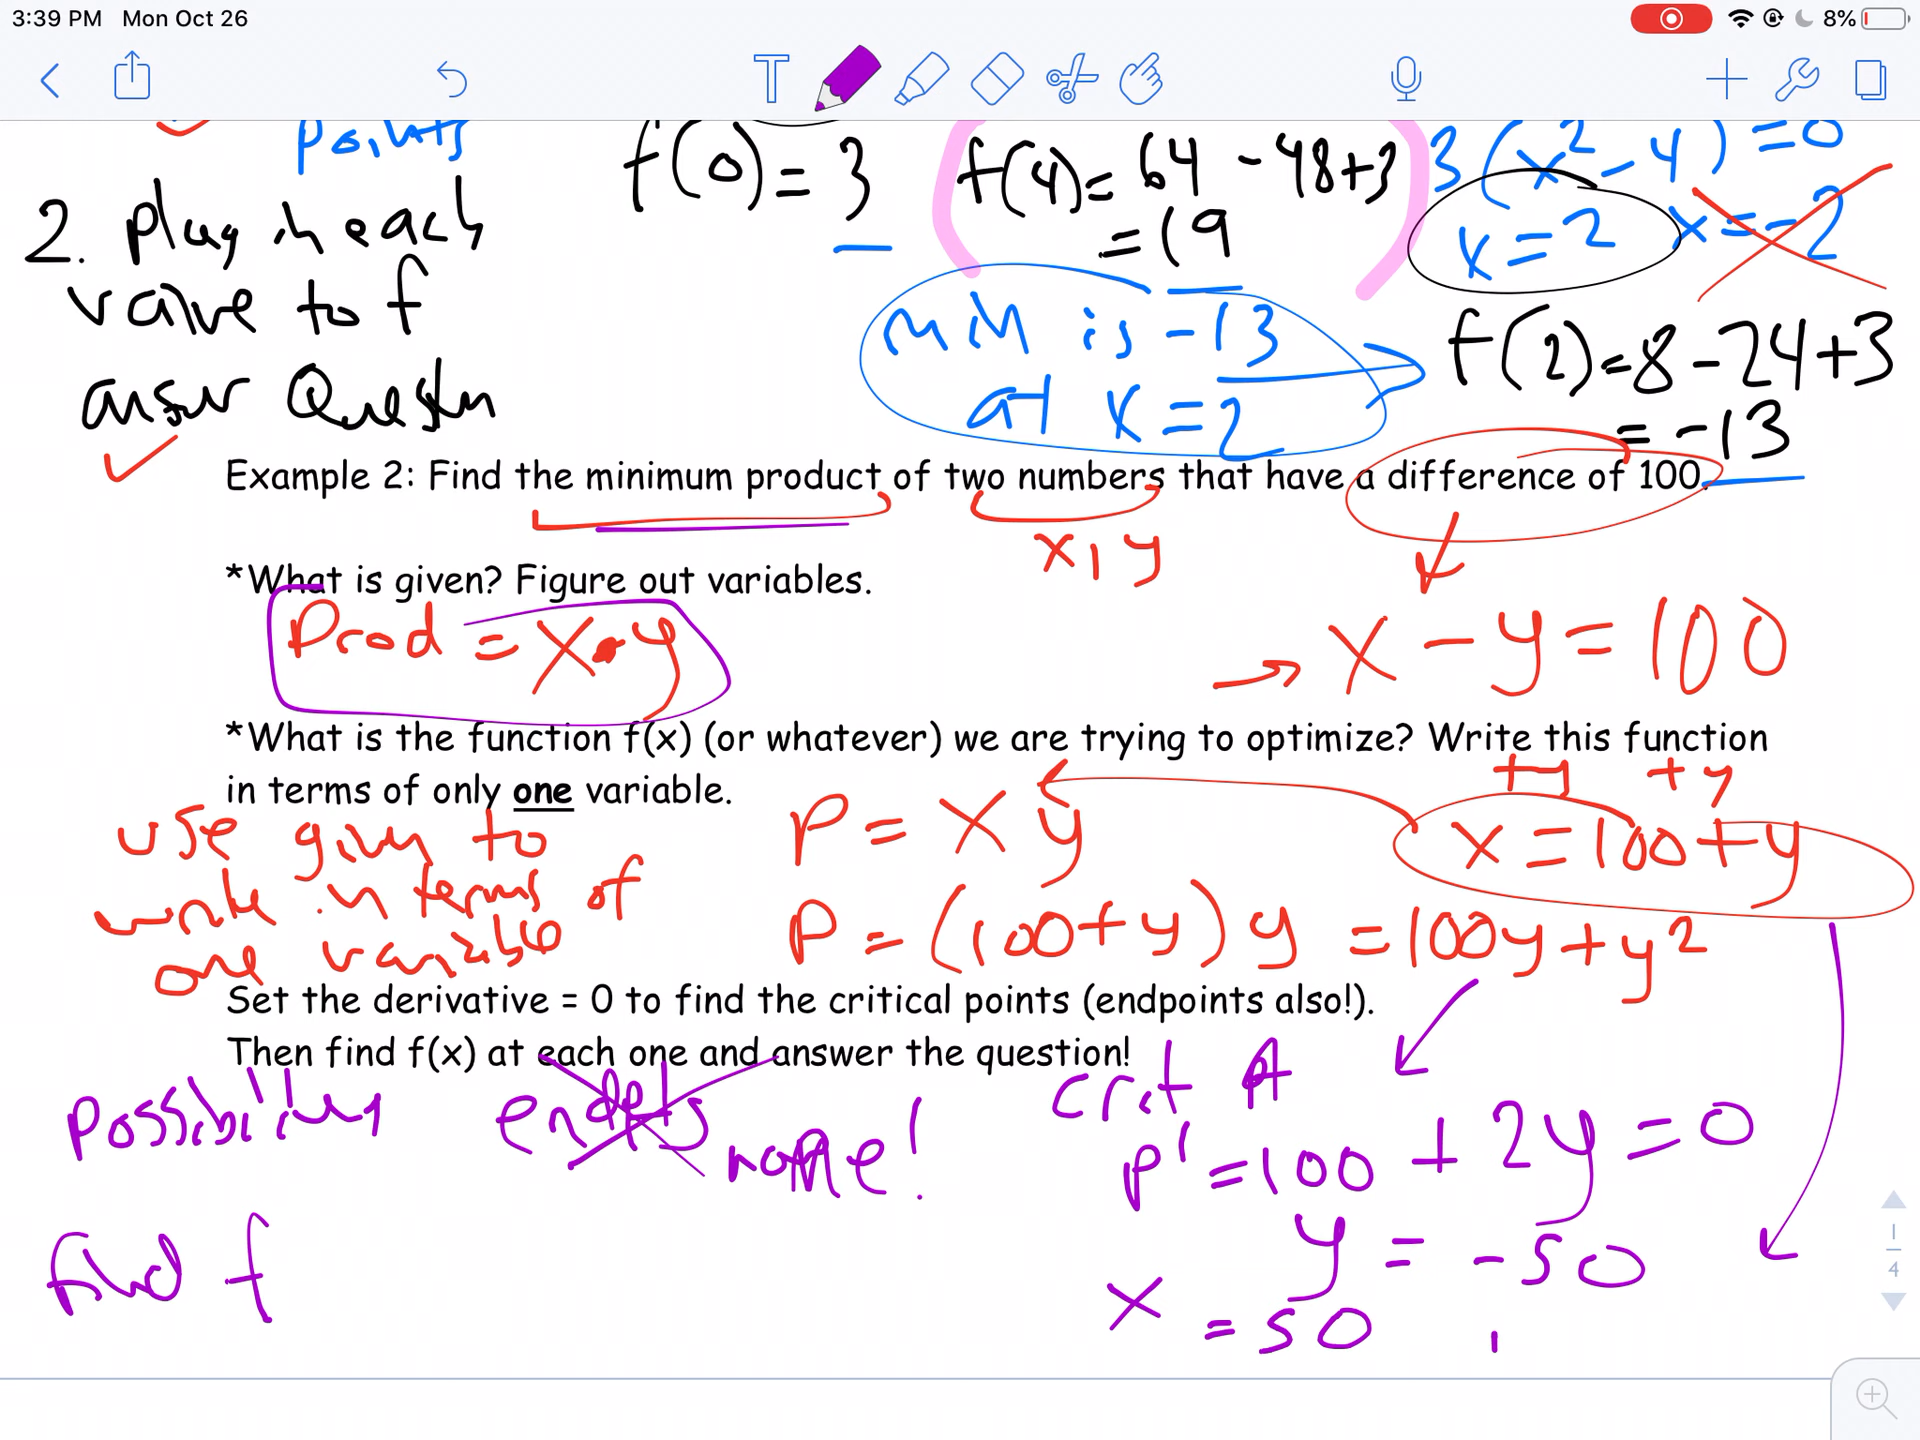 3:39 PM Mon Oct 26 8%
points
f(0) = 3
f(4) = 64 - 48+3
= 19
3(x² - 4) = 0
x = 2 x = -2
2. plug in each
value to f
answr Questn
min is -13
at x = 2
f(2) = 8 - 24 + 3
= -13
Example 2: Find the minimum product of two numbers that have a difference of 100.
x, y
*What is given? Figure out variables.
Prod = x · y
x - y = 100
*What is the function f(x) (or whatever) we are trying to optimize? Write this function
in terms of only one variable.
+y +y
use given to
write in terms of
one variable
P = x y
x = 100 + y
P = (100 + y) y = 100y + y²
Set the derivative = 0 to find the critical points (endpoints also!).
Then find f(x) at each one and answer the question!
endpts
none!
crit pt
P' = 100 + 2y = 0
y = -50
x = 50
find f
1
4